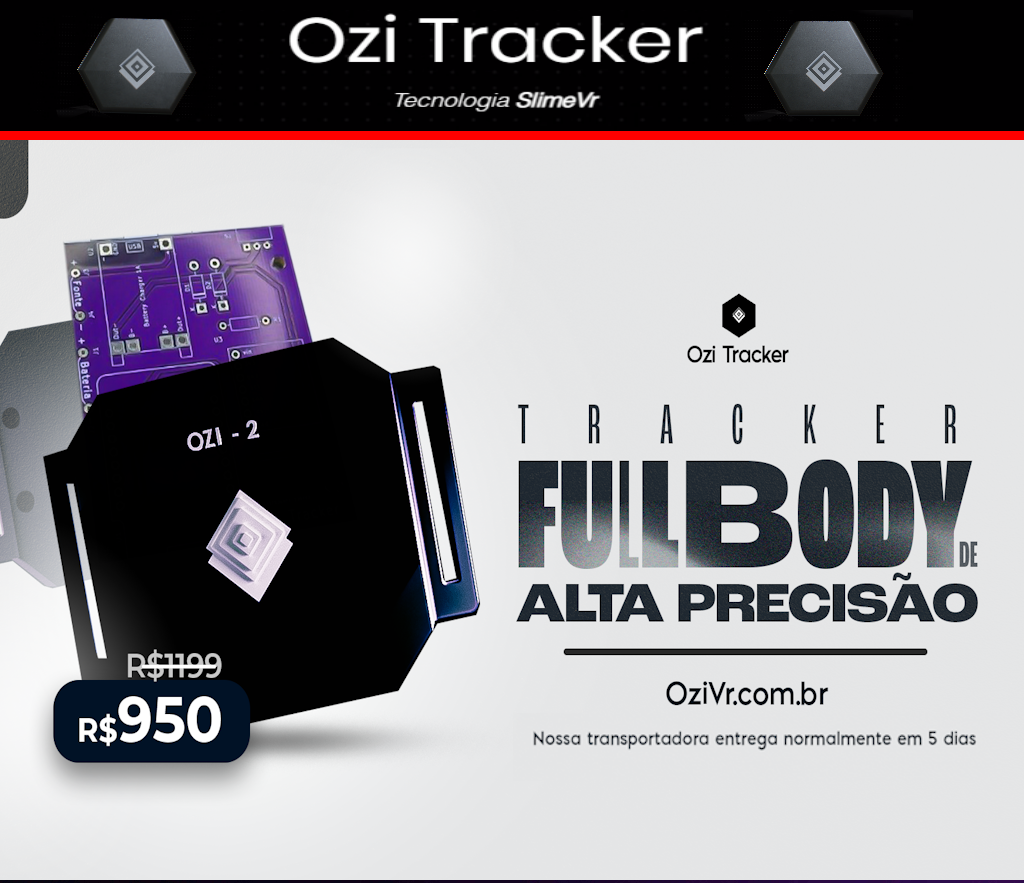 Ozi Tracker
Tecnologia SlimeVr
USB
Battery Charger 1A
Fonte
Bateria
OZI - 2
R$1199
R$950
Ozi Tracker
TRACKER
FULLBODY DE
ALTA PRECISÃO
OziVr.com.br
Nossa transportadora entrega normalmente em 5 dias